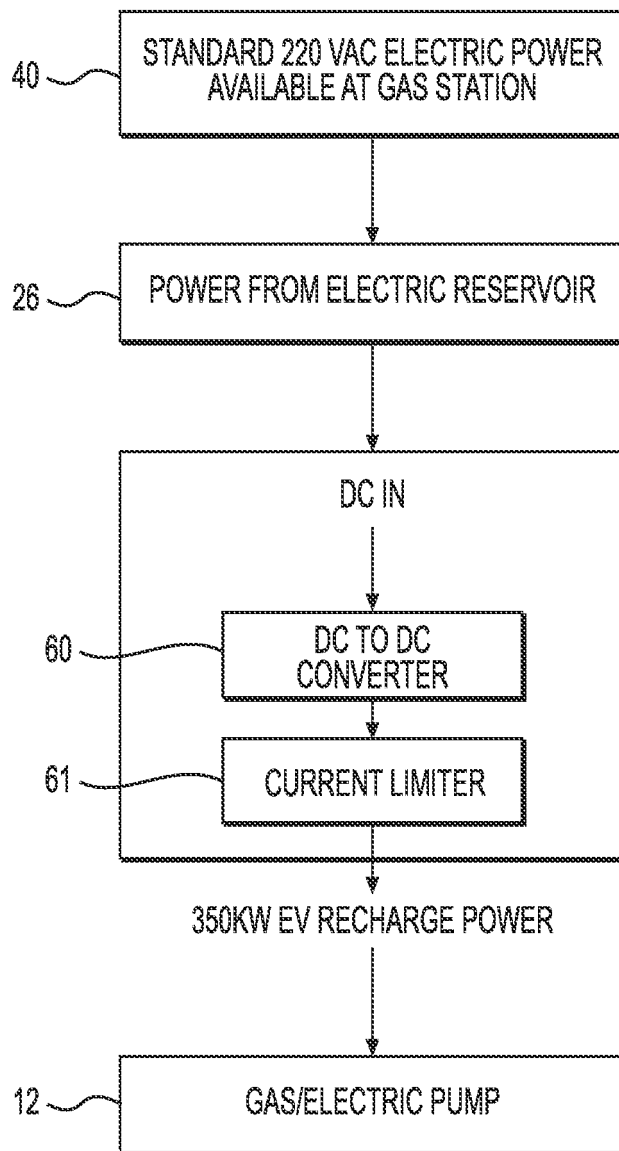 STANDARD 220 VAC ELECTRIC POWER
AVAILABLE AT GAS STATION
40
POWER FROM ELECTRIC RESERVOIR
26
DC IN
DC TO DC
CONVERTER
60
CURRENT LIMITER
61
350KW EV RECHARGE POWER
GAS/ELECTRIC PUMP
12